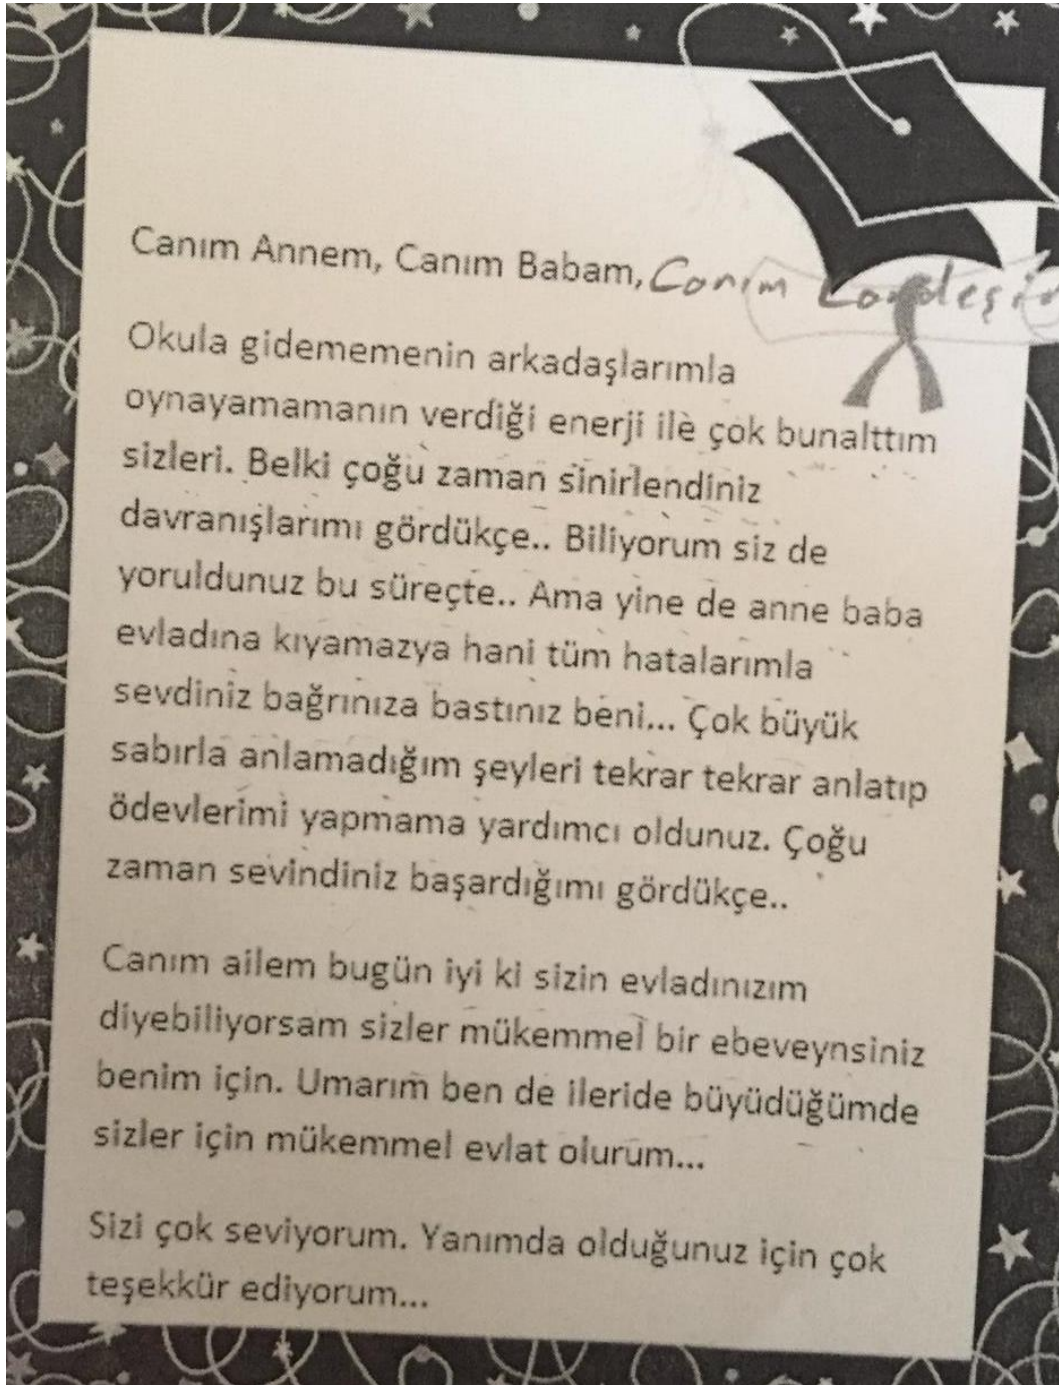 Canım Annem, Canım Babam, Canım Kardeşim
Okula gidememenin arkadaşlarımla
oynayamamanın verdiği enerji ile çok bunalttım
sizleri. Belki çoğu zaman sinirlendiniz
davranışlarımı gördükçe.. Biliyorum siz de
yoruldunuz bu süreçte.. Ama yine de anne baba
evladına kıyamazya hani tüm hatalarımla
sevdiniz bağrınıza bastınız beni... Çok büyük
sabırla anlamadığım şeyleri tekrar tekrar anlatıp
ödevlerimi yapmama yardımcı oldunuz. Çoğu
zaman sevindiniz başardığımı gördükçe..
Canım ailem bugün iyi ki sizin evladınızım
diyebiliyorsam sizler mükemmel bir ebeveynsiniz
benim için. Umarım ben de ileride büyüdüğümde
sizler için mükemmel evlat olurum...
Sizi çok seviyorum. Yanımda olduğunuz için çok
teşekkür ediyorum...